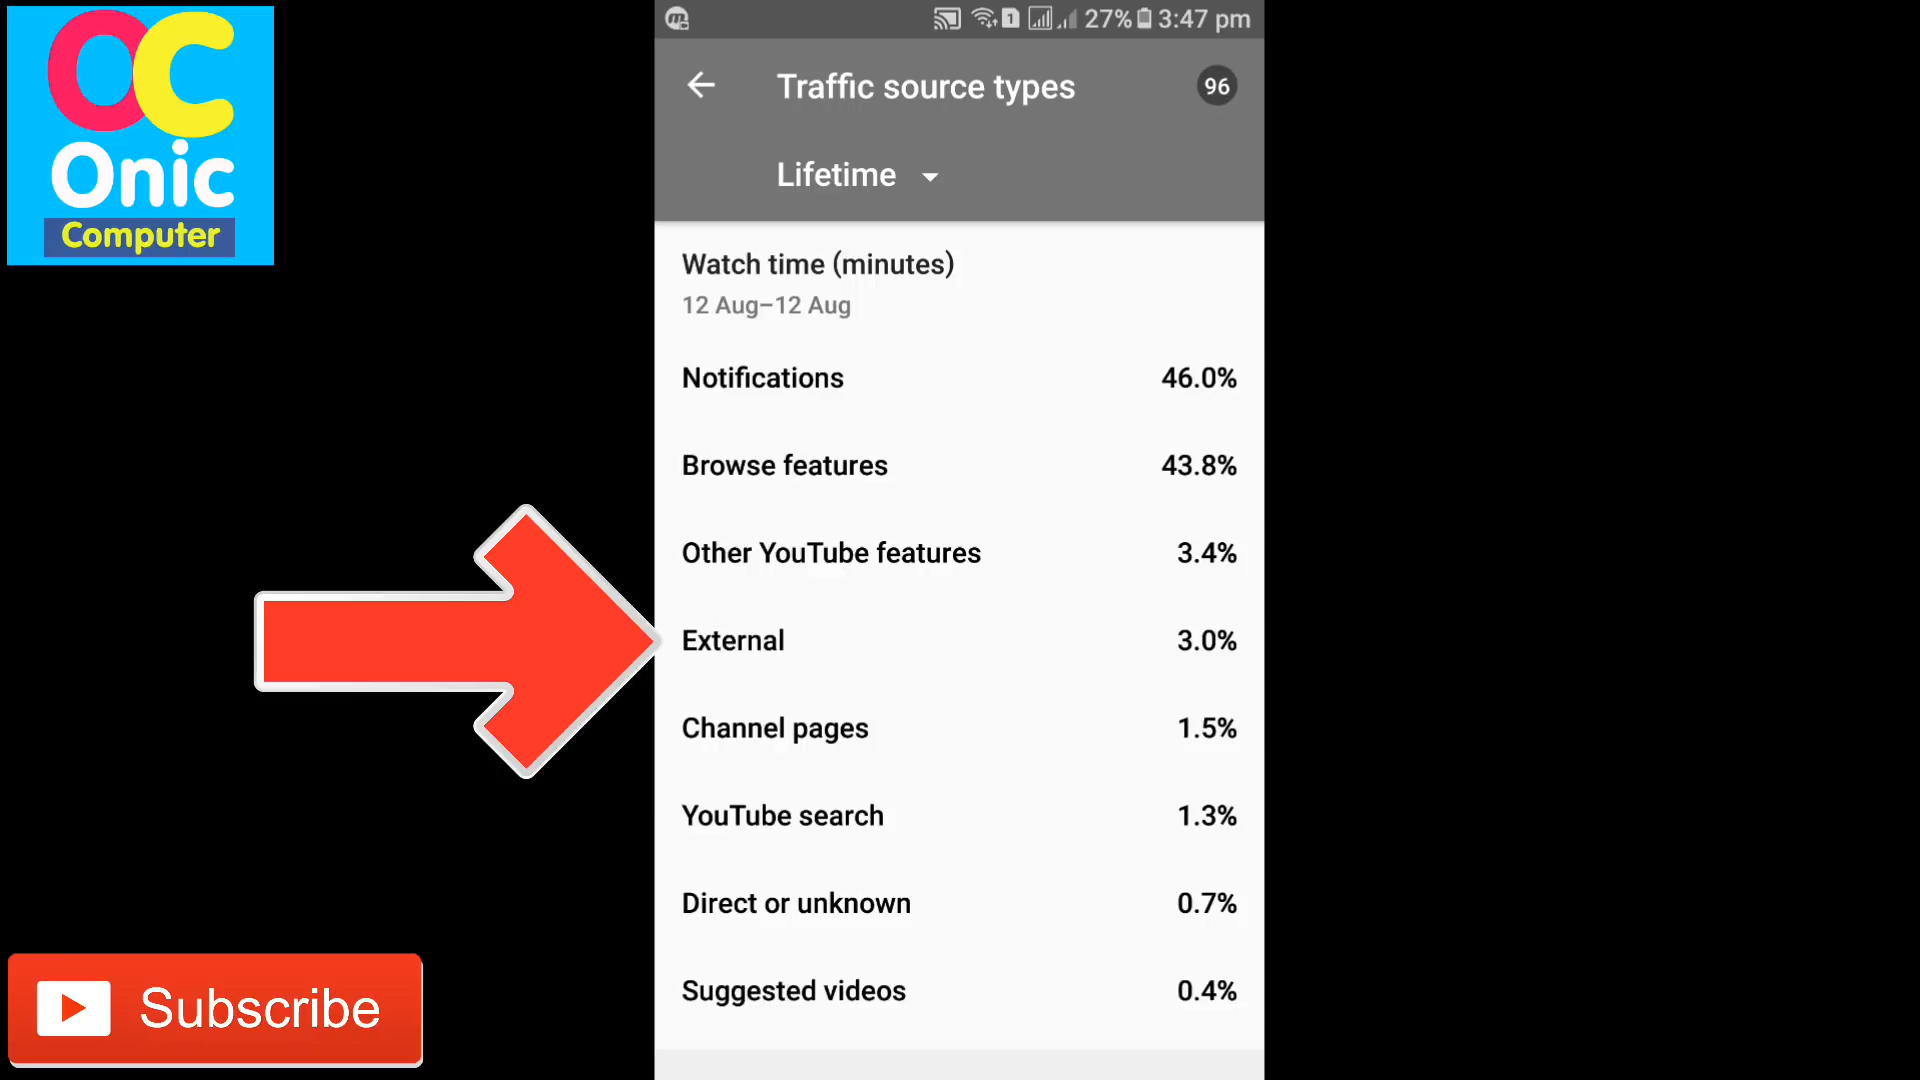 OC
Onic
Computer
1 27% 3:47 pm
Traffic source types 96
Lifetime
Watch time (minutes)
12 Aug–12 Aug
Notifications 46.0%
Browse features 43.8%
Other YouTube features 3.4%
External 3.0%
Channel pages 1.5%
YouTube search 1.3%
Direct or unknown 0.7%
Suggested videos 0.4%
Subscribe